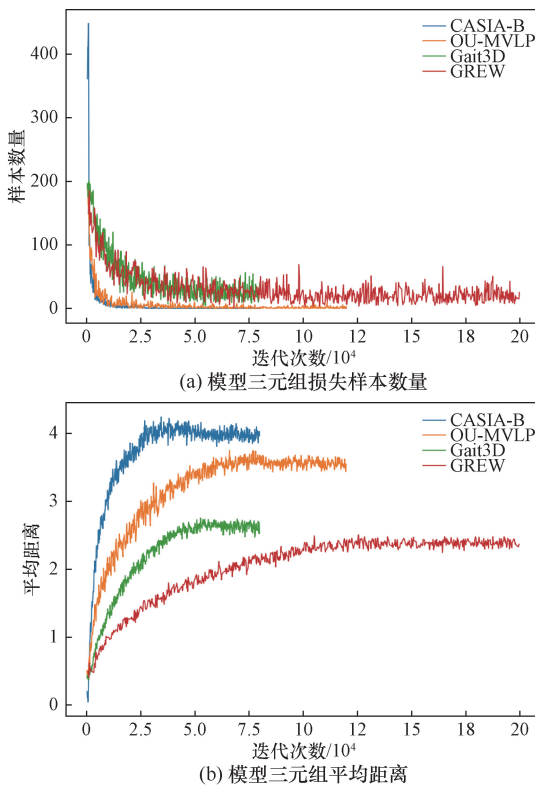 CASIA-B
OU-MVLP
Gait3D
GREW
400
300
200
100
0
样本数量
0 2.5 5.0 7.5 10 12 15 18 20
迭代次数/10⁴
(a) 模型三元组损失样本数量
CASIA-B
OU-MVLP
Gait3D
GREW
4
3
2
1
0
平均距离
0 2.5 5.0 7.5 10 12 15 18 20
迭代次数/10⁴
(b) 模型三元组平均距离